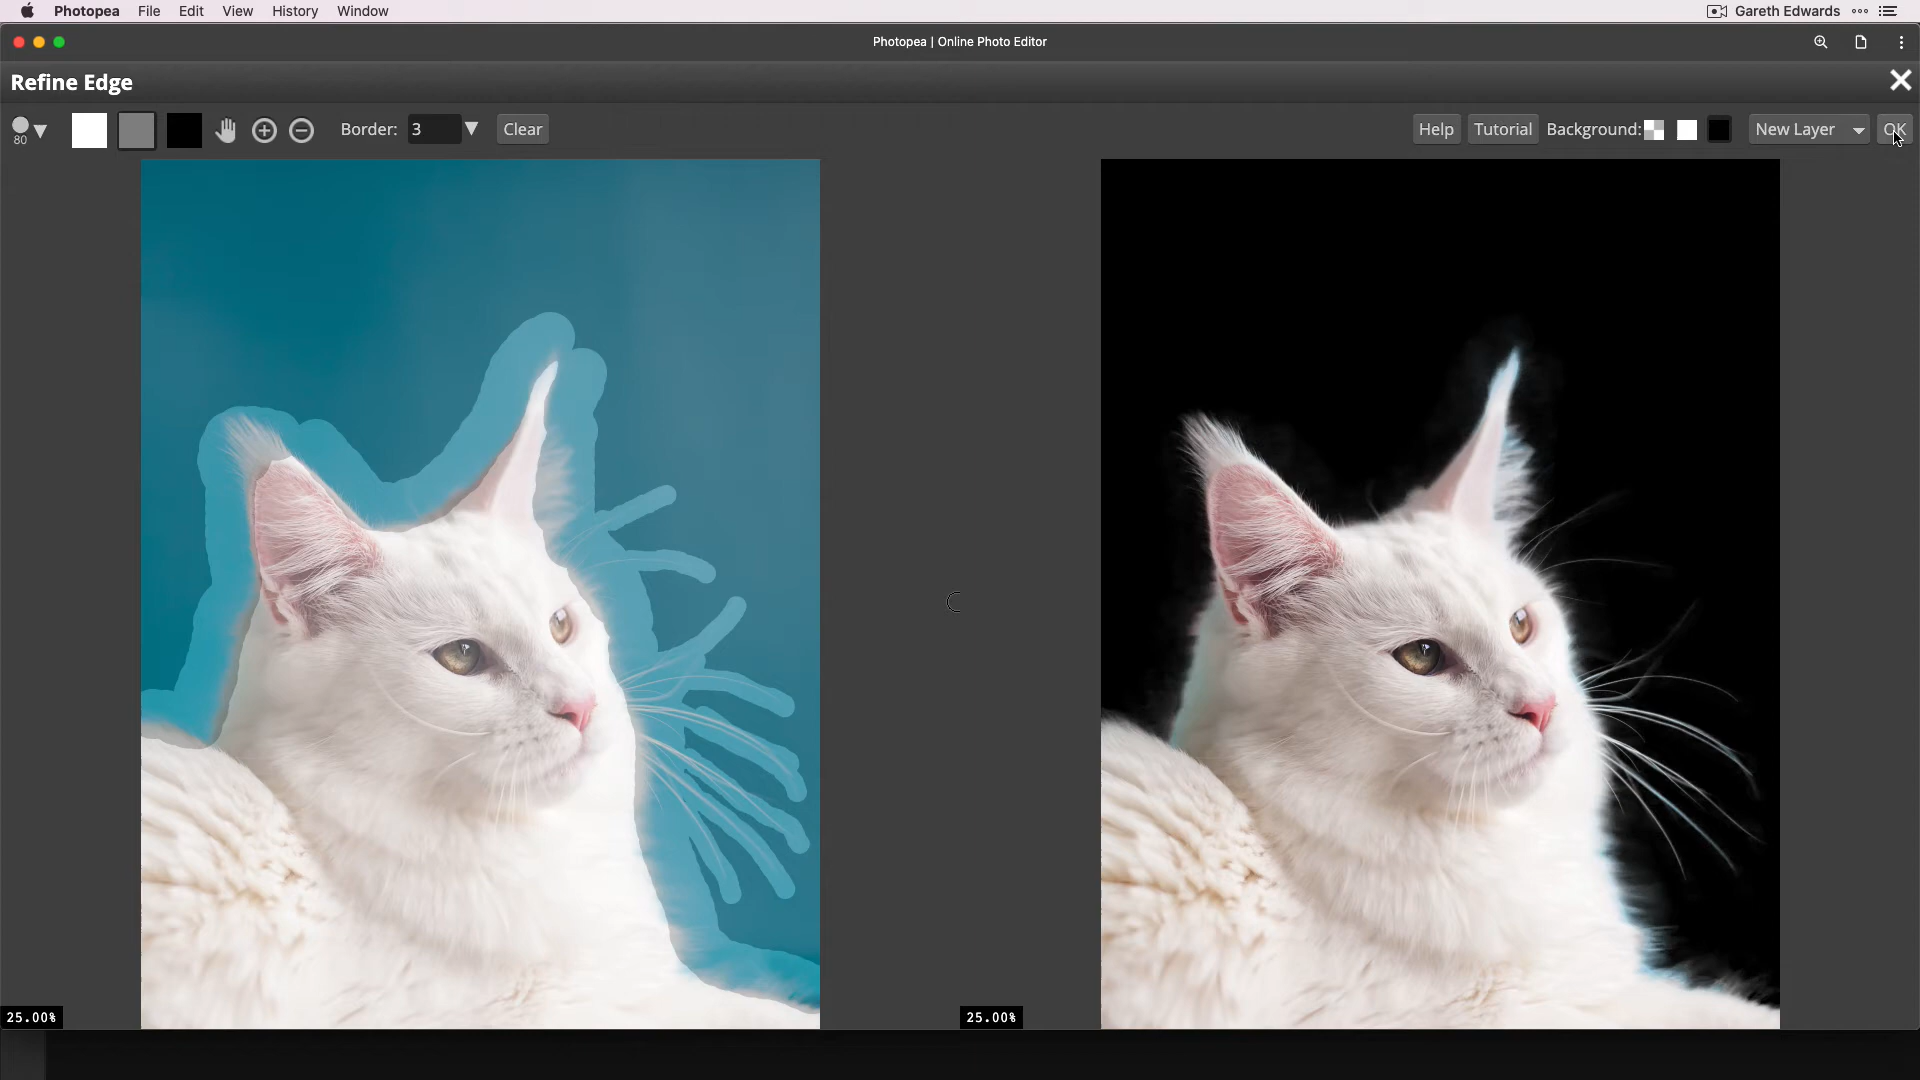 Photopea File Edit View History Window Gareth Edwards
Photopea | Online Photo Editor
Refine Edge
80 Border: 3 Clear Help Tutorial Background: New Layer OK
25.00% 25.00%